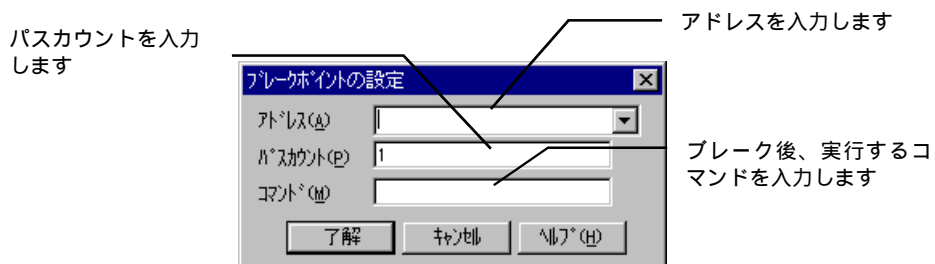 アドレスを入力します
パスカウントを入力
します
ﾌﾞﾚｰｸﾎﾟｲﾝﾄの設定
ｱﾄﾞﾚｽ(A)
ﾊﾟｽｶｳﾝﾄ(P)
1
ｺﾏﾝﾄﾞ(M)
ブレーク後、実行するコ
マンドを入力します
了解
ｷｬﾝｾﾙ
ﾍﾙﾌﾟ(H)